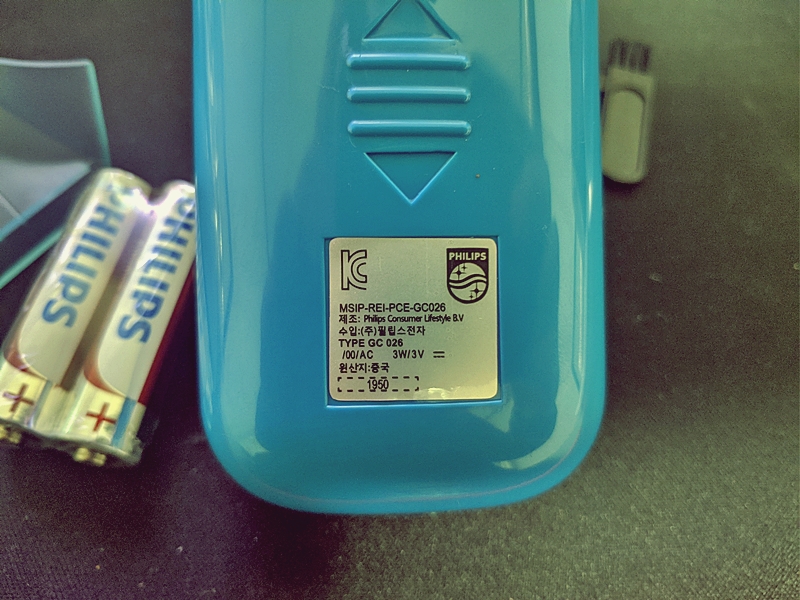 PHILIPS
PHILIPS
PHILIPS
MSIP-REI-PCE-GC026
제조: Philips Consumer Lifestyle B.V
수입:(주)필립스전자
TYPE GC 026
/00/AC 3W/3V
원산지:중국
1950